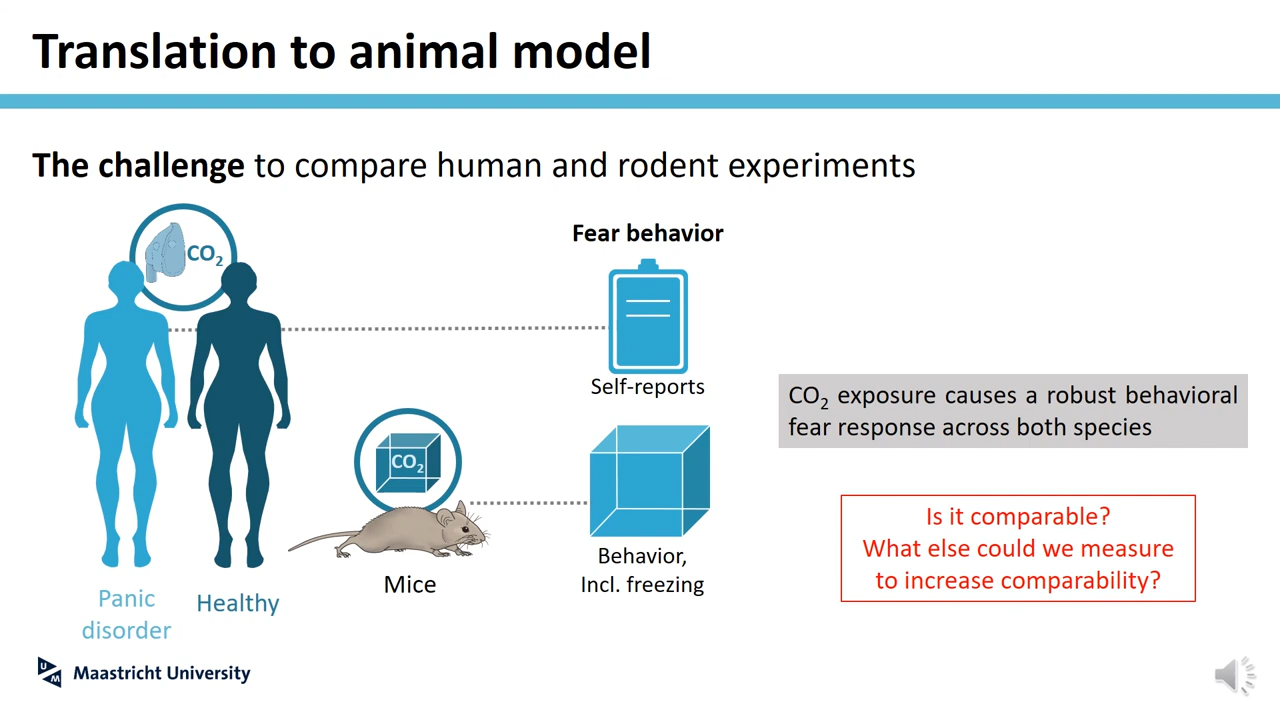 Translation to animal model
The challenge to compare human and rodent experiments
CO₂
Fear behavior
Self-reports
CO₂ exposure causes a robust behavioral
fear response across both species
CO₂
Is it comparable?
What else could we measure
to increase comparability?
Behavior,
Incl. freezing
Mice
Panic
disorder
Healthy
UM
Maastricht University